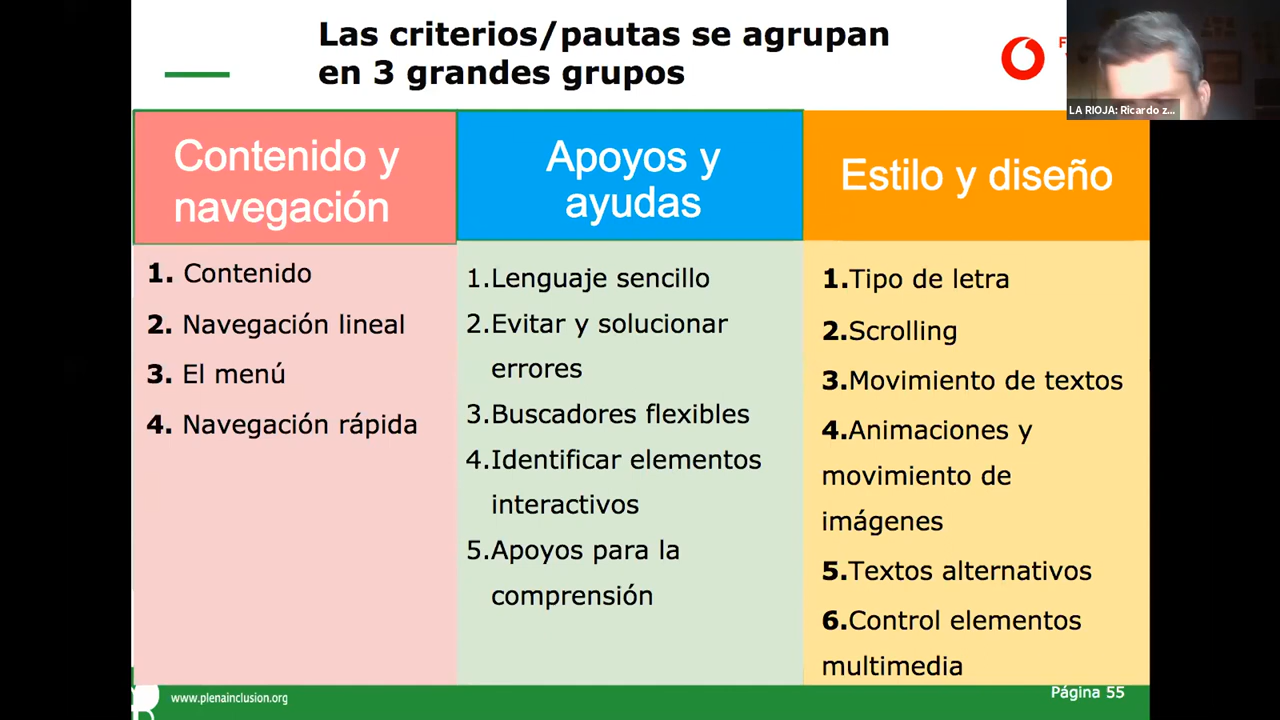 Las criterios/pautas se agrupan
en 3 grandes grupos
LA RIOJA: Ricardo z...
Contenido y
navegación
1. Contenido
2. Navegación lineal
3. El menú
4. Navegación rápida
Apoyos y
ayudas
1.Lenguaje sencillo
2.Evitar y solucionar
errores
3.Buscadores flexibles
4.Identificar elementos
interactivos
5.Apoyos para la
comprensión
Estilo y diseño
1.Tipo de letra
2.Scrolling
3.Movimiento de textos
4.Animaciones y
movimiento de
imágenes
5.Textos alternativos
6.Control elementos
multimedia
www.plenainclusion.org
Página 55